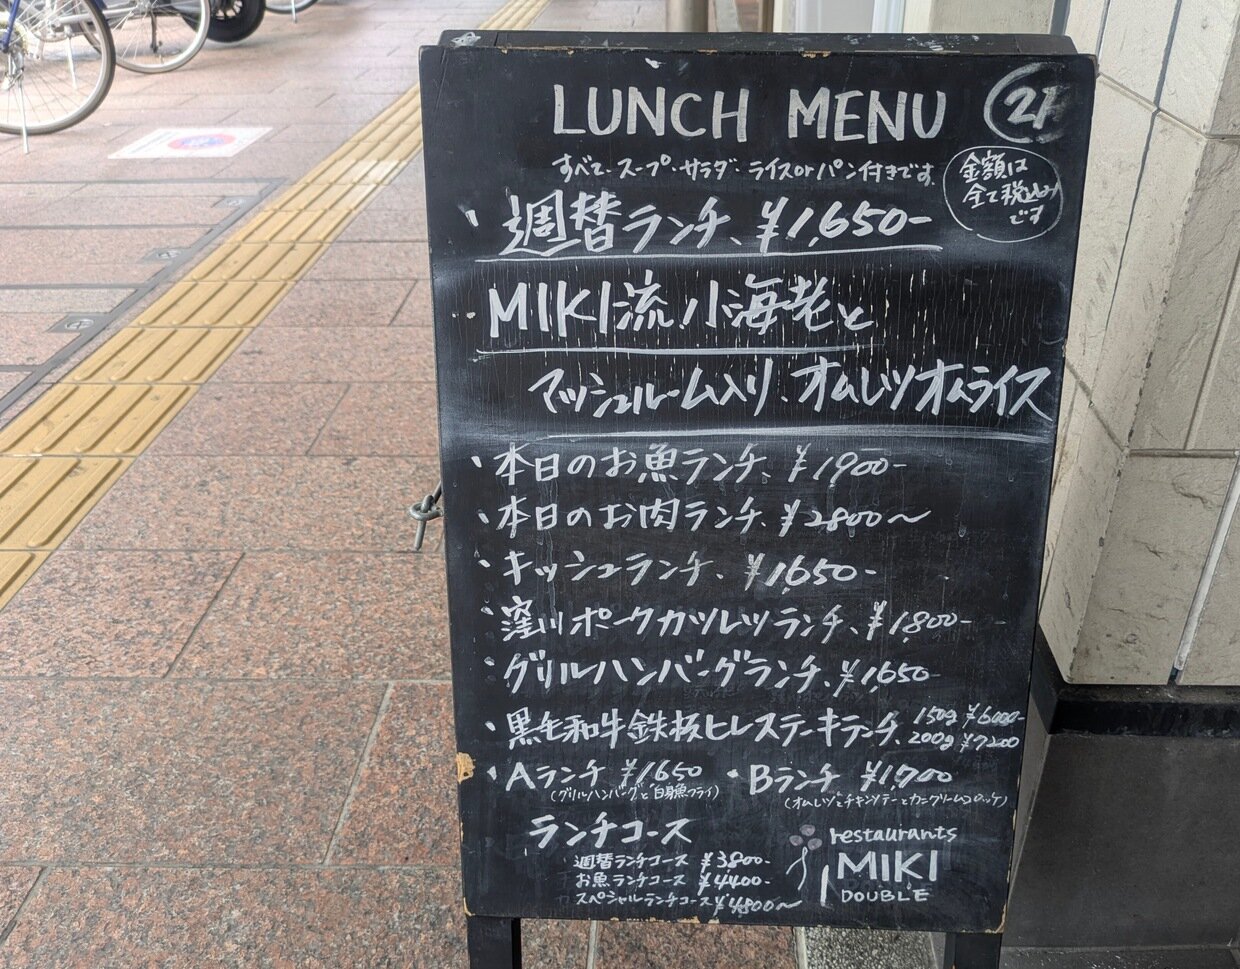 LUNCH MENU
すべて、スープ・サラダ・ライスorパン付きです。
金額は
全て税込み
です
・週替ランチ、¥1,650-
MIKI流小海老と
マッシュルーム入り、オムレツオムライス
・本日のお魚ランチ、¥1,900-
・本日のお肉ランチ、¥2800～
・キッシュランチ、¥1,650-
・窪川ポークカツレツランチ、¥1,800-
・グリルハンバーグランチ、¥1,650-
・黒毛和牛鉄板ヒレステーキランチ、150g ¥6000-
200g ¥7200
・Aランチ ¥1650 ・Bランチ ¥1,700
(グリルハンバーグと白身魚フライ) (オムレツとチキンソテーとカニクリームコロッケ)
ランチコース
週替ランチコース ¥3800-
お魚ランチコース ¥4400-
スペシャルランチコース ¥4,800～
restaurants
MIKI
DOUBLE